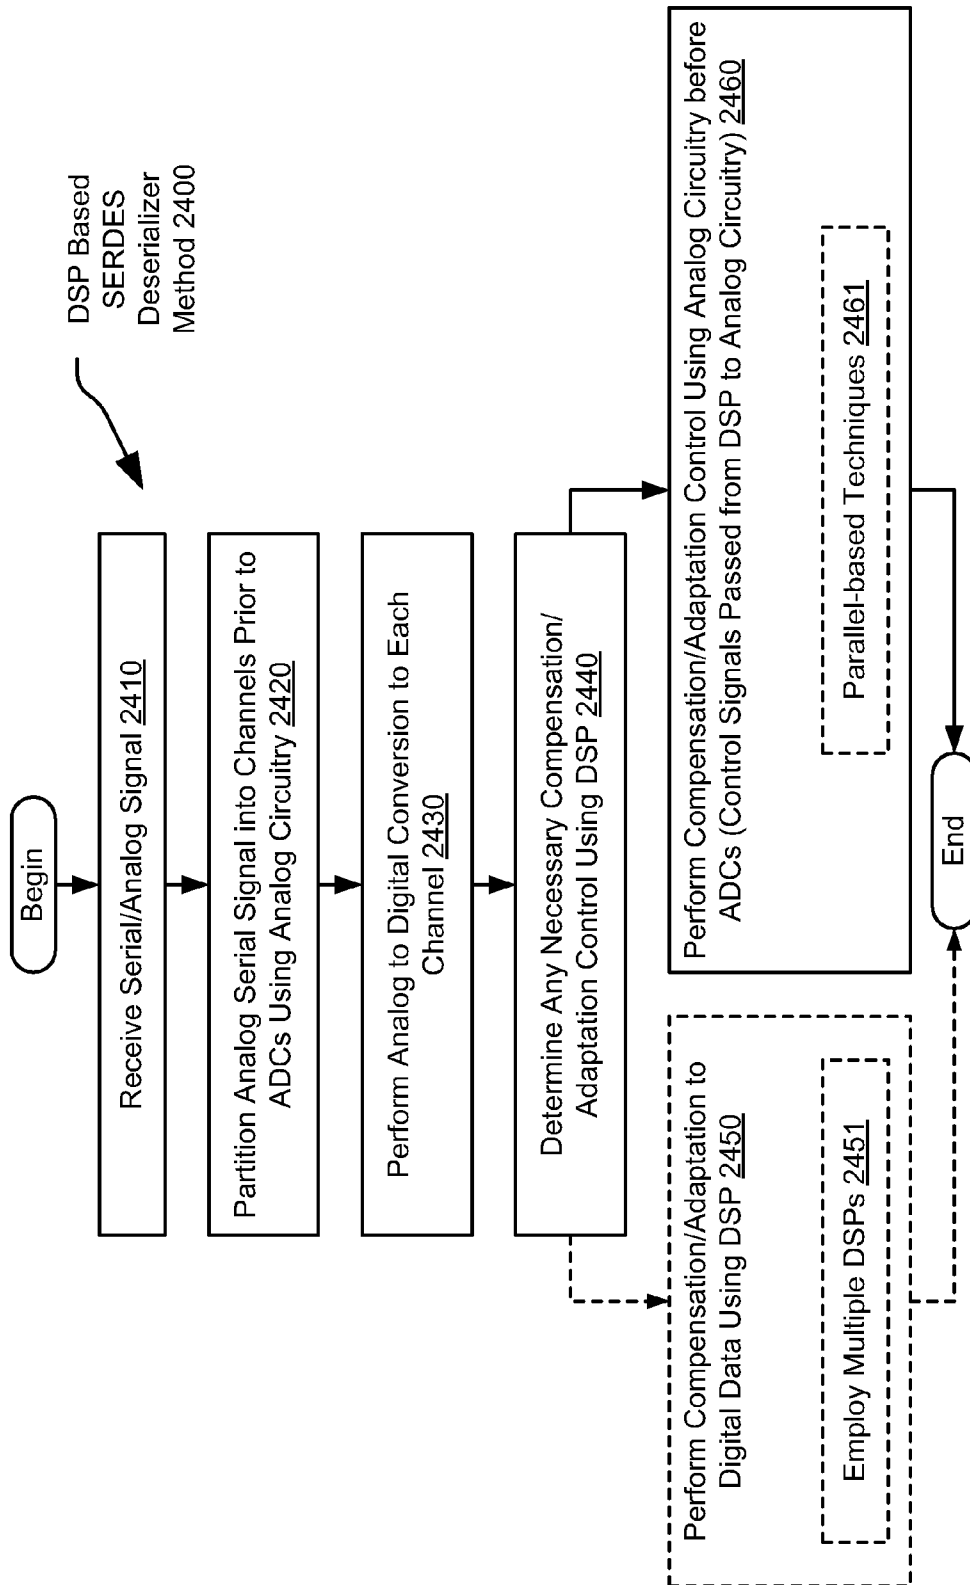 DSP Based
SERDES
Deserializer
Method 2400
Begin
Receive Serial/Analog Signal 2410
Partition Analog Serial Signal into Channels Prior to
ADCs Using Analog Circuitry 2420
Perform Analog to Digital Conversion to Each
Channel 2430
Determine Any Necessary Compensation/
Adaptation Control Using DSP 2440
Perform Compensation/Adaptation to
Digital Data Using DSP 2450
Employ Multiple DSPs 2451
Perform Compensation/Adaptation Control Using Analog Circuitry before
ADCs (Control Signals Passed from DSP to Analog Circuitry) 2460
Parallel-based Techniques 2461
End